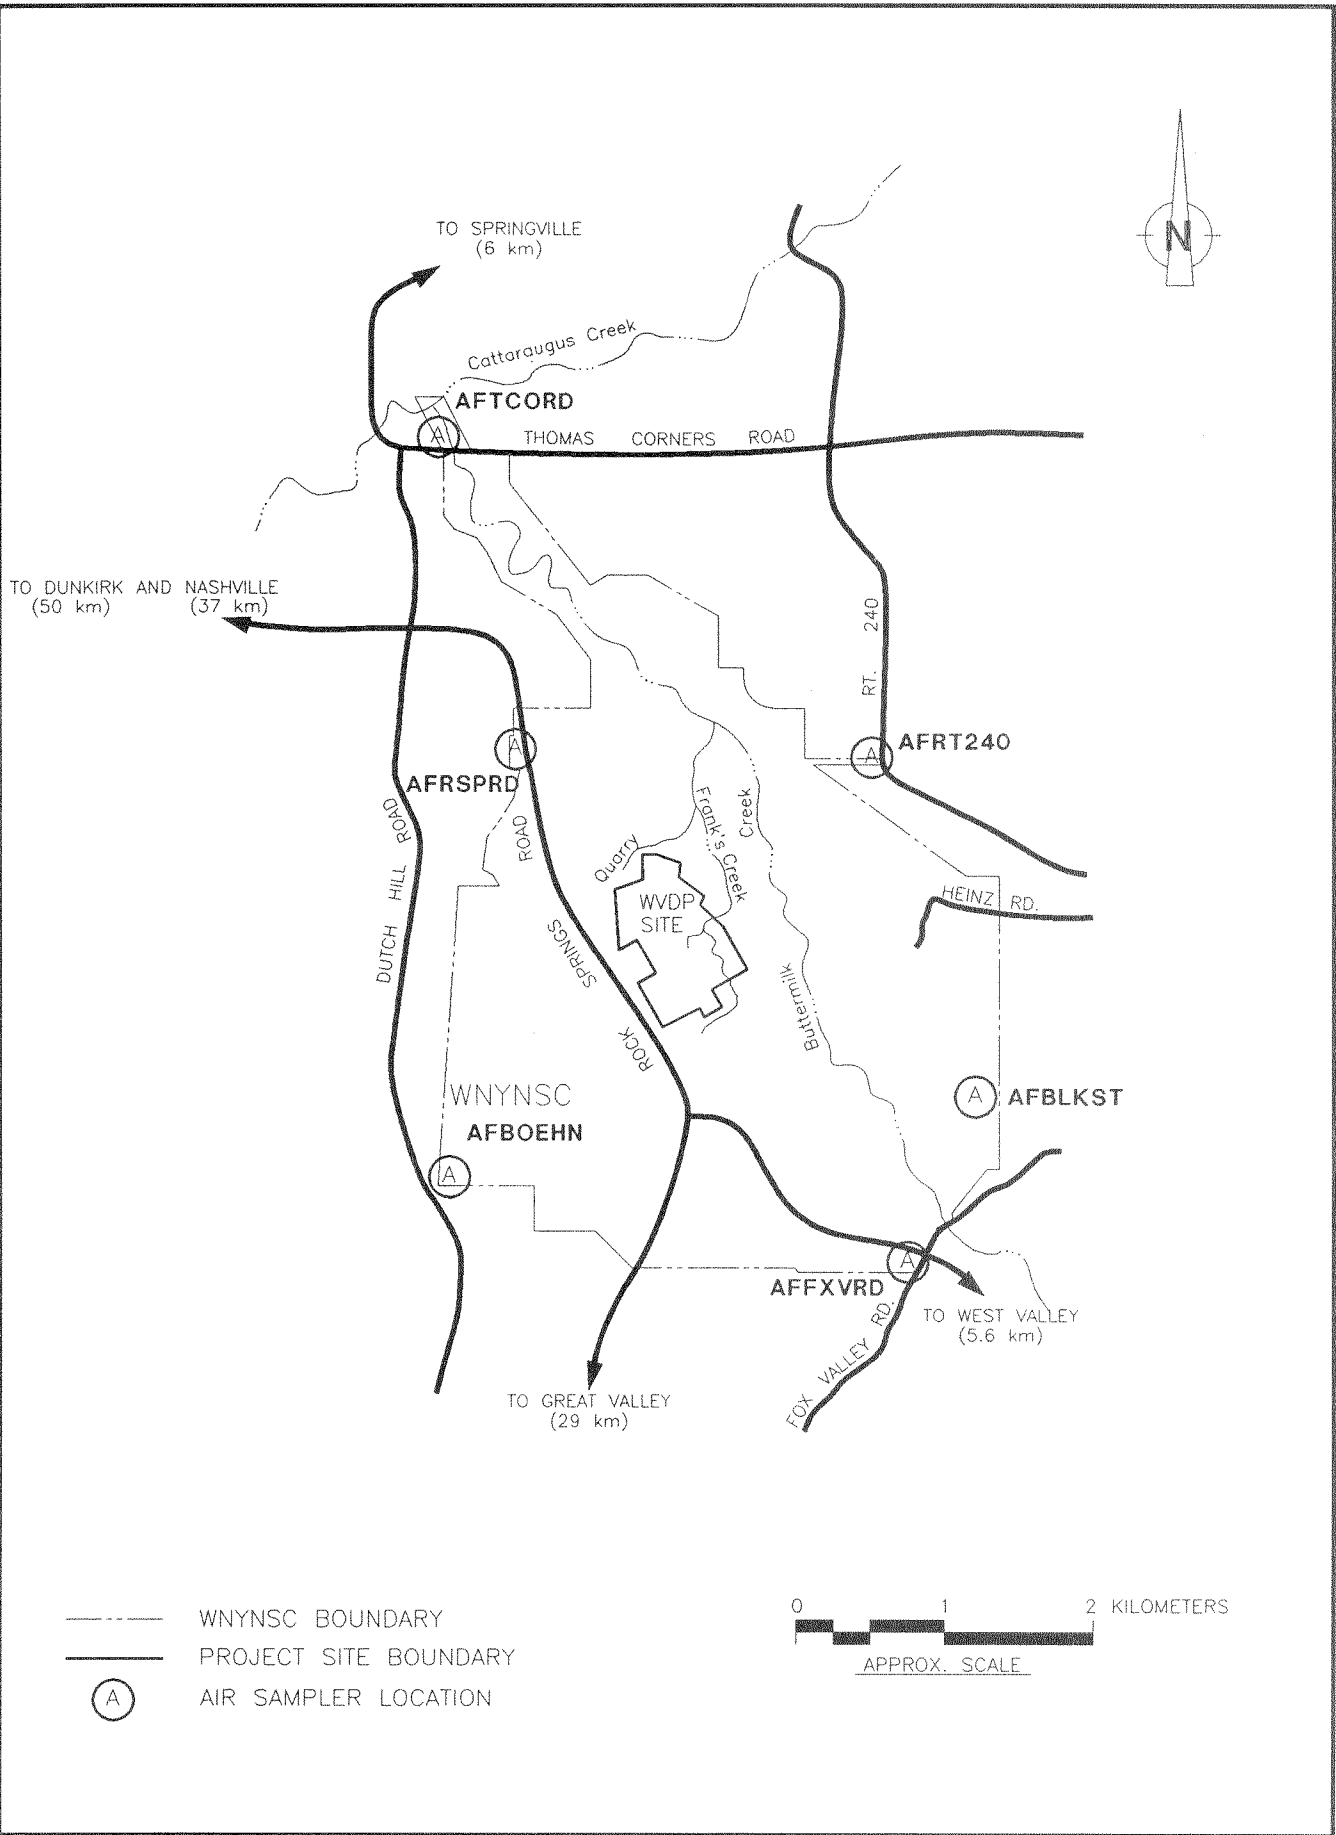 N
TO SPRINGVILLE
(6 km)
Cattaraugus Creek
AFTCORD
A
THOMAS CORNERS ROAD
TO DUNKIRK AND NASHVILLE
(50 km) (37 km)
RT. 240
A
AFRSPRD
A
AFRT240
DUTCH HILL ROAD
ROCK SPRINGS ROAD
Quarry
Frank's Creek
Buttermilk Creek
WVDP
SITE
HEINZ RD.
WNYNSC
AFBOEHN
A
A
AFBLKST
A
AFFXVRD
FOX VALLEY RD.
TO WEST VALLEY
(5.6 km)
TO GREAT VALLEY
(29 km)
WNYNSC BOUNDARY
PROJECT SITE BOUNDARY
A AIR SAMPLER LOCATION
0 1 2 KILOMETERS
APPROX. SCALE